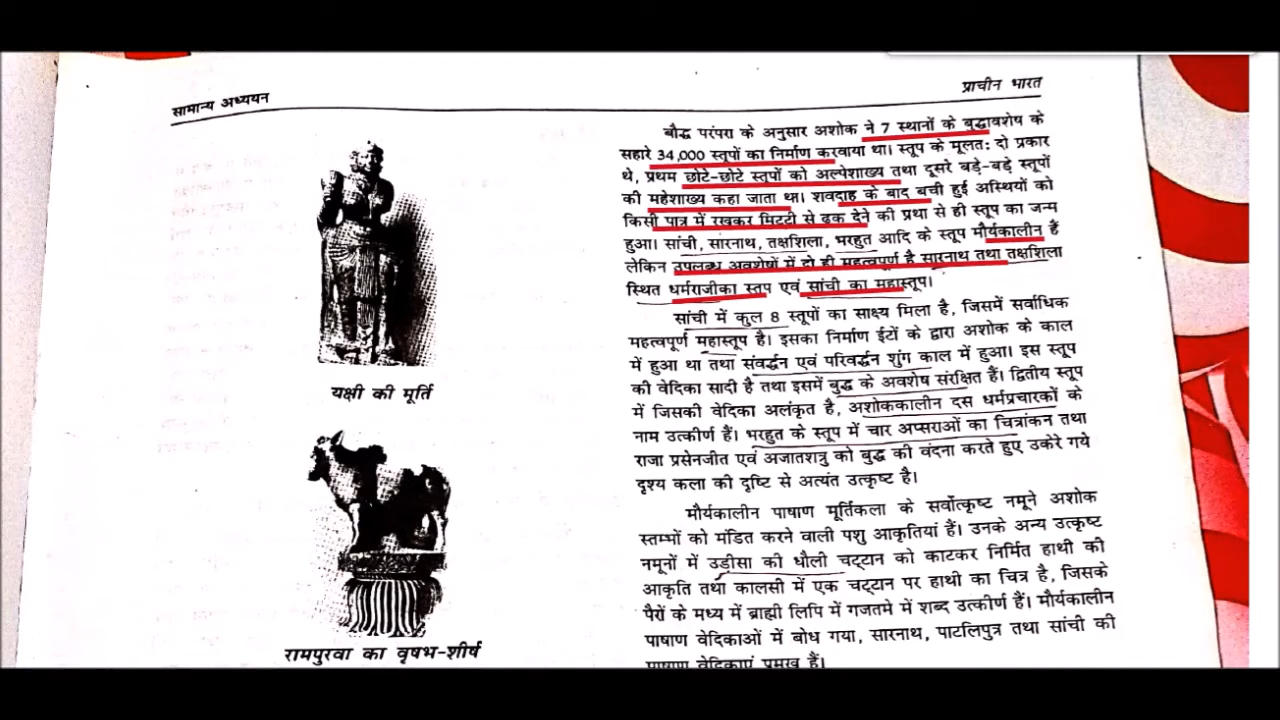 सामान्य अध्ययन
प्राचीन भारत
यक्षी की मूर्ति
रामपुरवा का वृषभ-शीर्ष
बौद्ध परंपरा के अनुसार अशोक ने 7 स्थानों के बुद्धावशेष के
सहारे 34,000 स्तूपों का निर्माण करवाया था। स्तूप के मूलत: दो प्रकार
थे, प्रथम छोटे-छोटे स्तूपों को अल्पेशाख्य तथा दूसरे बड़े-बड़े स्तूपों
की महेशाख्य कहा जाता था। शवदाह के बाद बची हुई अस्थियों को
किसी पात्र में रखकर मिटटी से ढक देने की प्रथा से ही स्तूप का जन्म
हुआ। सांची, सारनाथ, तक्षशिला, भरहुत आदि के स्तूप मौर्यकालीन हैं
लेकिन उपलब्ध अवशेषों में दो ही महत्वपूर्ण है सारनाथ तथा तक्षशिला
स्थित धर्मराजीका स्तप एवं सांची का महास्तूप।
सांची में कुल 8 स्तूपों का साक्ष्य मिला है, जिसमें सर्वाधिक
महत्वपूर्ण महास्तूप है। इसका निर्माण ईटों के द्वारा अशोक के काल
में हुआ था तथा संवर्द्धन एवं परिवर्द्धन शुंग काल में हुआ। इस स्तूप
की वेदिका सादी है तथा इसमें बुद्ध के अवशेष संरक्षित हैं। द्वितीय स्तूप
में जिसकी वेदिका अलंकृत है, अशोककालीन दस धर्मप्रचारकों के
नाम उत्कीर्ण हैं। भरहुत के स्तूप में चार अप्सराओं का चित्रांकन तथा
राजा प्रसेनजीत एवं अजातशत्रु को बुद्ध की वंदना करते हुए उकेरे गये
दृश्य कला की दृष्टि से अत्यंत उत्कृष्ट है।
मौर्यकालीन पाषाण मूर्तिकला के सर्वोत्कृष्ट नमूने अशोक
स्तम्भों को मंडित करने वाली पशु आकृतियां हैं। उनके अन्य उत्कृष्ट
नमूनों में उड़ीसा की धौली चट्टान को काटकर निर्मित हाथी की
आकृति तथा कालसी में एक चट्टान पर हाथी का चित्र है, जिसके
पैरों के मध्य में ब्राह्मी लिपि में गजतमे में शब्द उत्कीर्ण हैं। मौर्यकालीन
पाषाण वेदिकाओं में बोध गया, सारनाथ, पाटलिपुत्र तथा सांची की
पाषाण वेदिकाएं प्रमुख हैं।